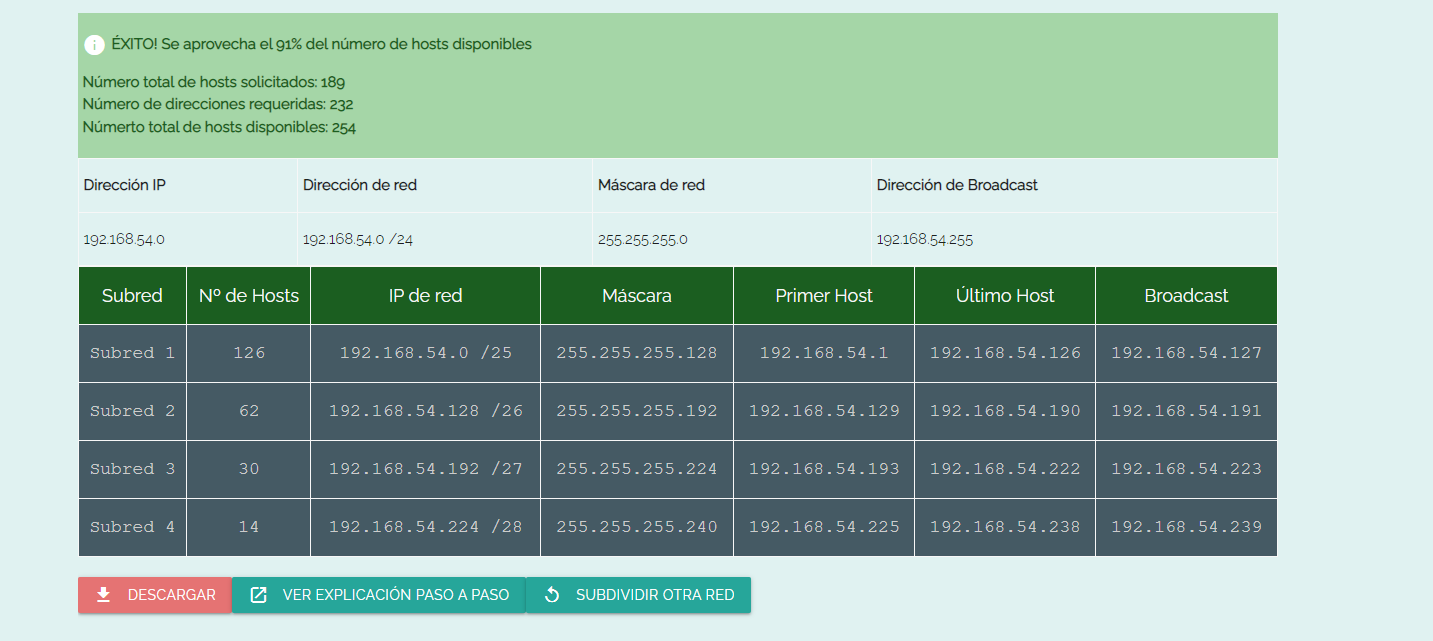 ÉXITO! Se aprovecha el 91% del número de hosts disponibles
Número total de hosts solicitados: 189
Número de direcciones requeridas: 232
Númerto total de hosts disponibles: 254
Dirección IP Dirección de red Máscara de red Dirección de Broadcast
192.168.54.0 192.168.54.0 /24 255.255.255.0 192.168.54.255
Subred Nº de Hosts IP de red Máscara Primer Host Último Host Broadcast
Subred 1 126 192.168.54.0 /25 255.255.255.128 192.168.54.1 192.168.54.126 192.168.54.127
Subred 2 62 192.168.54.128 /26 255.255.255.192 192.168.54.129 192.168.54.190 192.168.54.191
Subred 3 30 192.168.54.192 /27 255.255.255.224 192.168.54.193 192.168.54.222 192.168.54.223
Subred 4 14 192.168.54.224 /28 255.255.255.240 192.168.54.225 192.168.54.238 192.168.54.239
DESCARGAR VER EXPLICACIÓN PASO A PASO SUBDIVIDIR OTRA RED